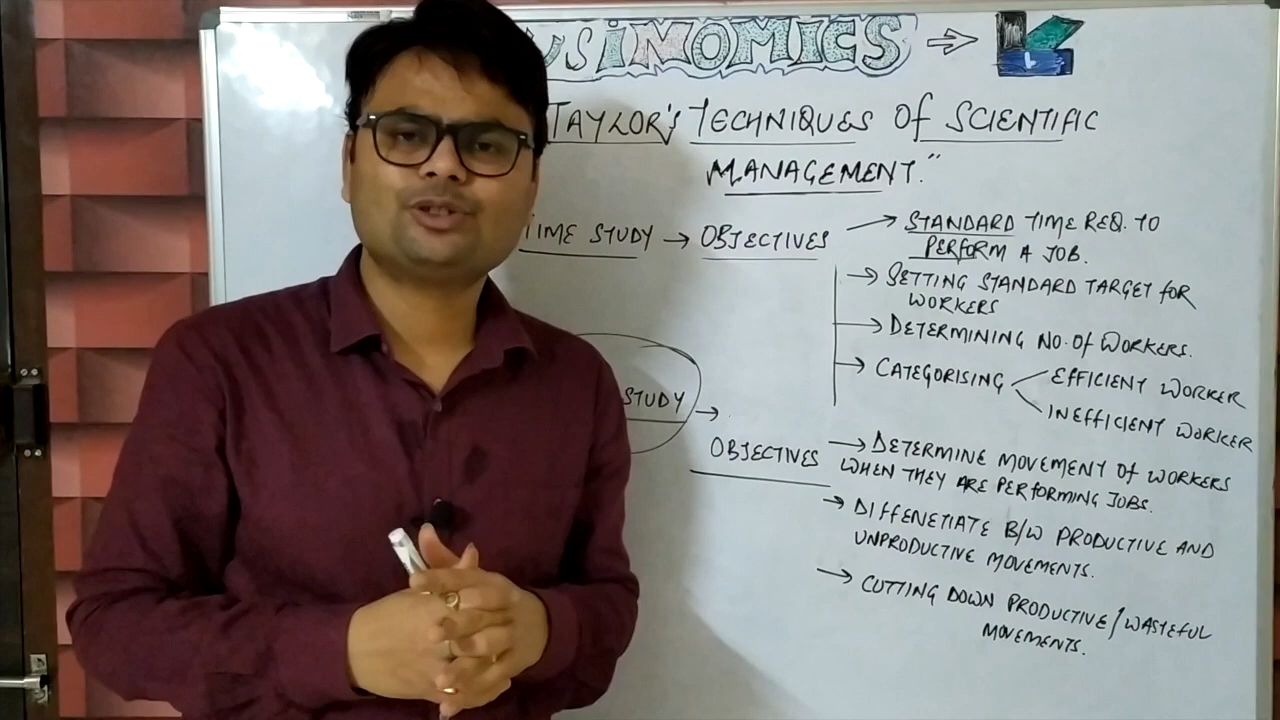 USINOMICS →
TAYLOR'S TECHNIQUES Of SCIENTIFIC
MANAGEMENT."
TIME STUDY → OBJECTIVES → STANDARD TIME REQ. TO
PERFORM A JOB.
→ SETTING STANDARD TARGET fOR
WORKERS
→ DETERMINING NO. Of WORKERS.
→ CATEGORISING EFFICIENT WORKER
INEFFICIENT WORKER
STUDY →
OBJECTIVES → DETERMINE MOVEMENT Of WORKERS
WHEN THEY ARE PERFORMING JOBS.
→ DIFFENETIATE B/W PRODUCTIVE AND
UNPRODUCTIVE MOVEMENTS.
→ CUTTING DOWN PRODUCTIVE/WASTEFUL
MOVEMENTS.